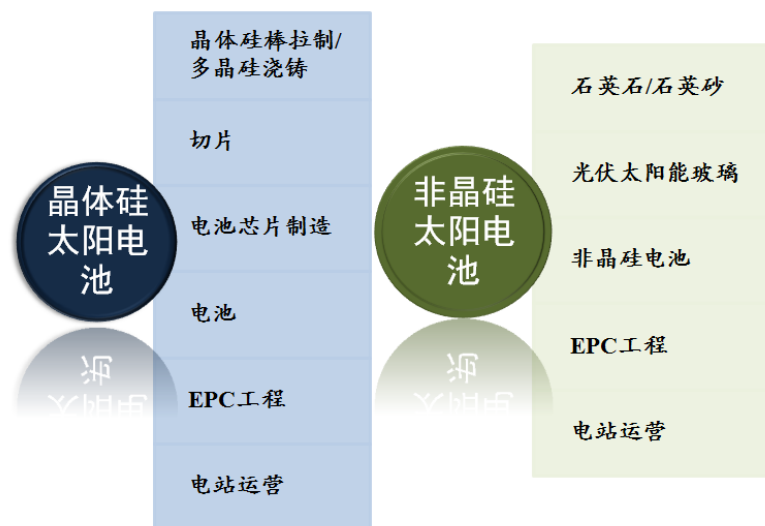 晶体硅
太阳电
池
晶体硅棒拉制/
多晶硅浇铸
切片
电池芯片制造
电池
EPC工程
电站运营
非晶硅
太阳电
池
石英石/石英砂
光伏太阳能玻璃
非晶硅电池
EPC工程
电站运营